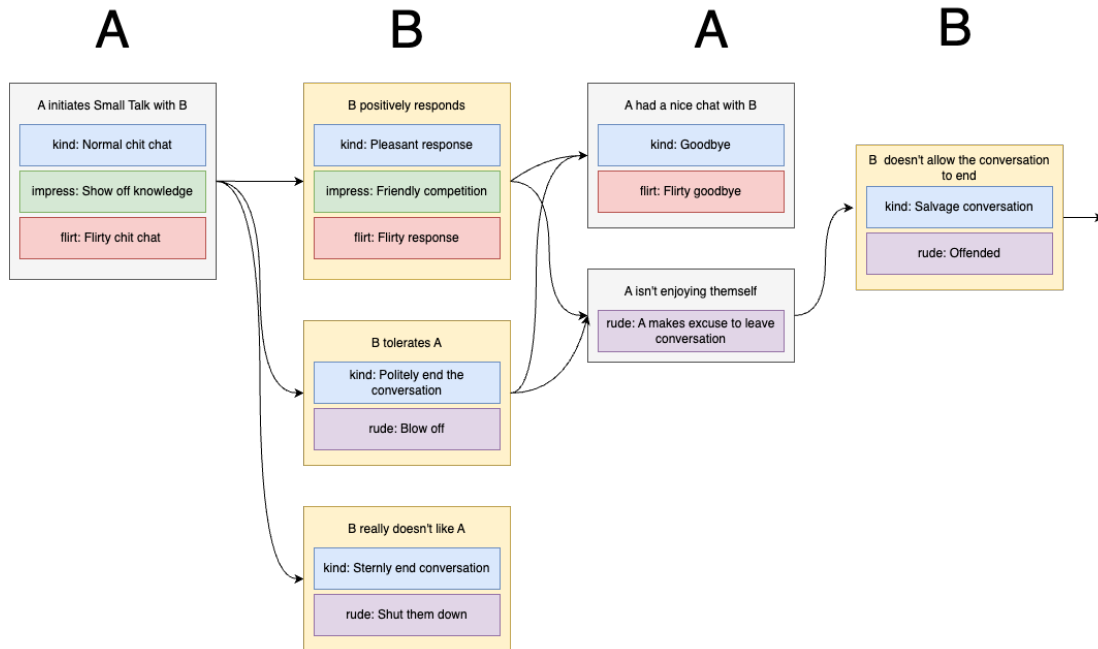 A
B
A
B
A initiates Small Talk with B
kind: Normal chit chat
impress: Show off knowledge
flirt: Flirty chit chat
B positively responds
kind: Pleasant response
impress: Friendly competition
flirt: Flirty response
B tolerates A
kind: Politely end the
conversation
rude: Blow off
B really doesn't like A
kind: Sternly end conversation
rude: Shut them down
A had a nice chat with B
kind: Goodbye
flirt: Flirty goodbye
A isn't enjoying themself
rude: A makes excuse to leave
conversation
B doesn't allow the conversation
to end
kind: Salvage conversation
rude: Offended